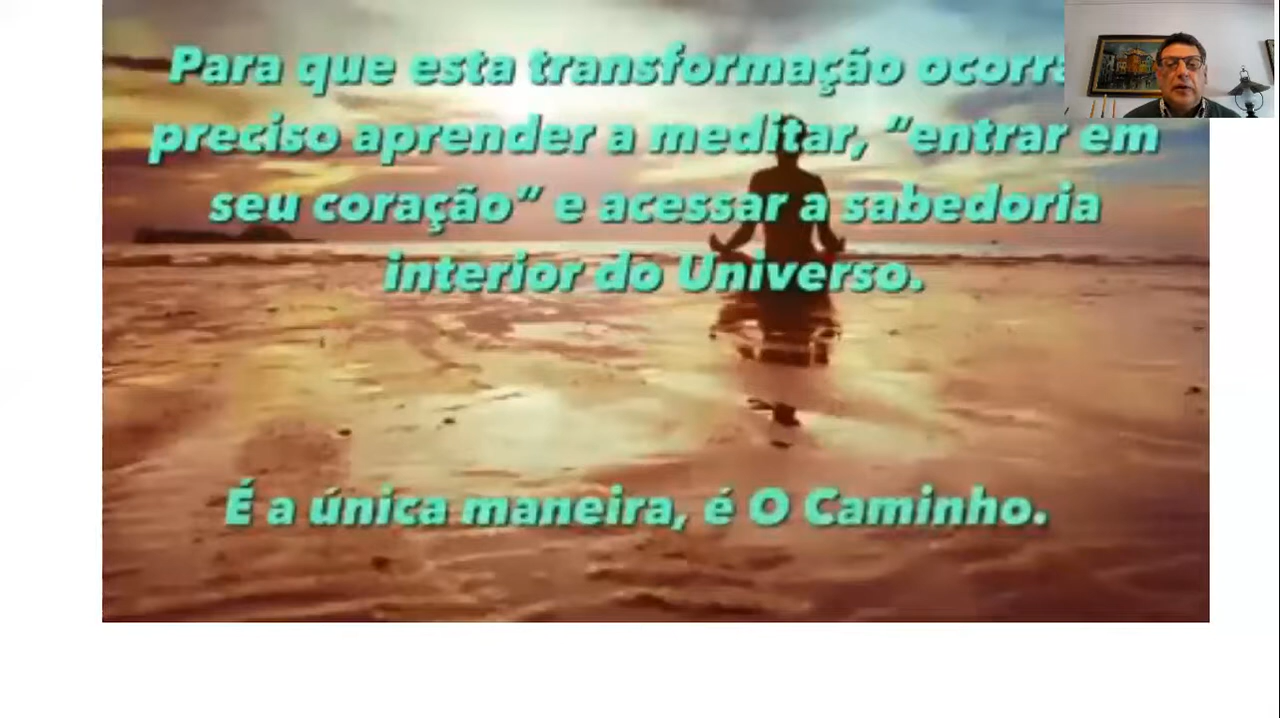 Para que esta transformação
preciso aprender a meditar, “entrar em
seu coração” e acessar a sabedoria
interior do Universo.
É a única maneira, é O Caminho.